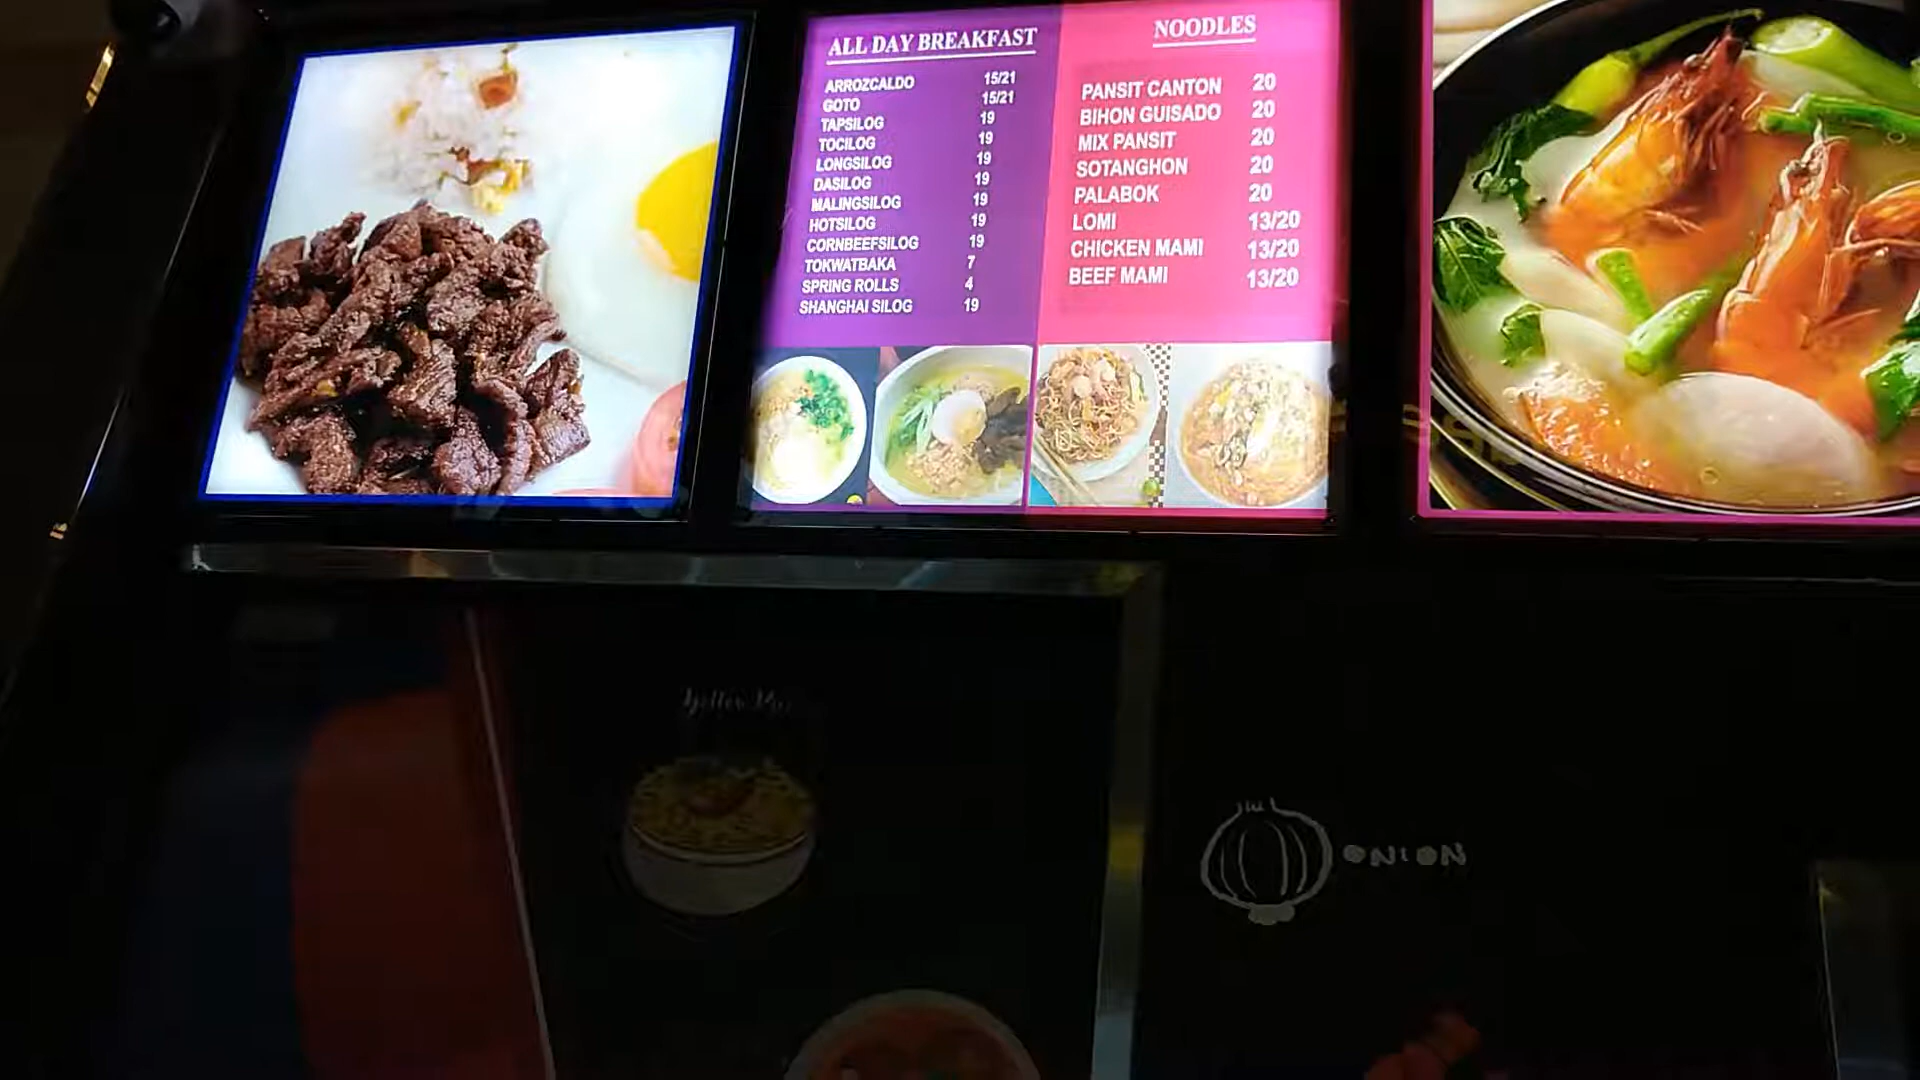 ALL DAY BREAKFAST
ARROZCALDO 15/21
GOTO 15/21
TAPSILOG 19
TOCILOG 19
LONGSILOG 19
DASILOG 19
MALINGSILOG 19
HOTSILOG 19
CORNBEEFSILOG 19
TOKWATBAKA 7
SPRING ROLLS 4
SHANGHAI SILOG 19
NOODLES
PANSIT CANTON 20
BIHON GUISADO 20
MIX PANSIT 20
SOTANGHON 20
PALABOK 20
LOMI 13/20
CHICKEN MAMI 13/20
BEEF MAMI 13/20
ONION